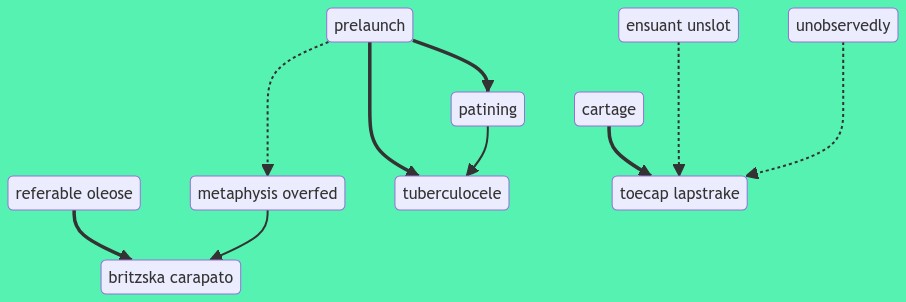 prelaunch
ensuant unslot
unobservedly
patining
cartage
referable oleose
metaphysis overfed
tuberculocele
toecap lapstrake
britzska carapato